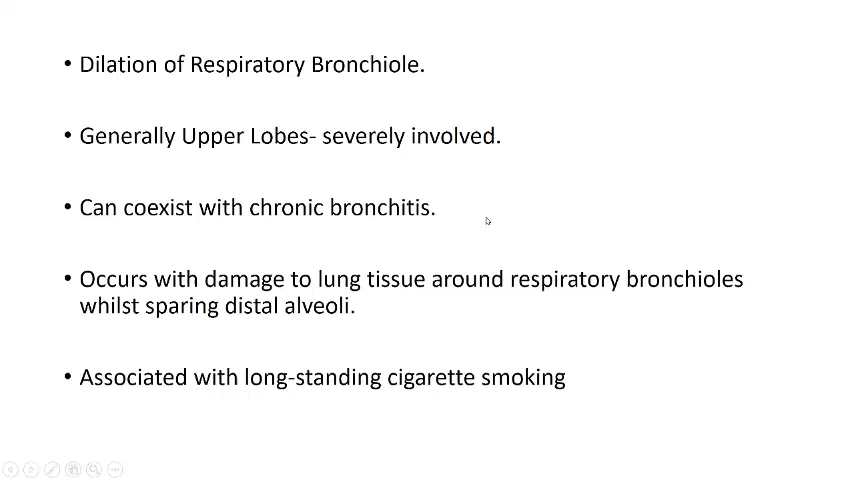 • Dilation of Respiratory Bronchiole.
• Generally Upper Lobes- severely involved.
• Can coexist with chronic bronchitis.
• Occurs with damage to lung tissue around respiratory bronchioles
whilst sparing distal alveoli.
• Associated with long-standing cigarette smoking